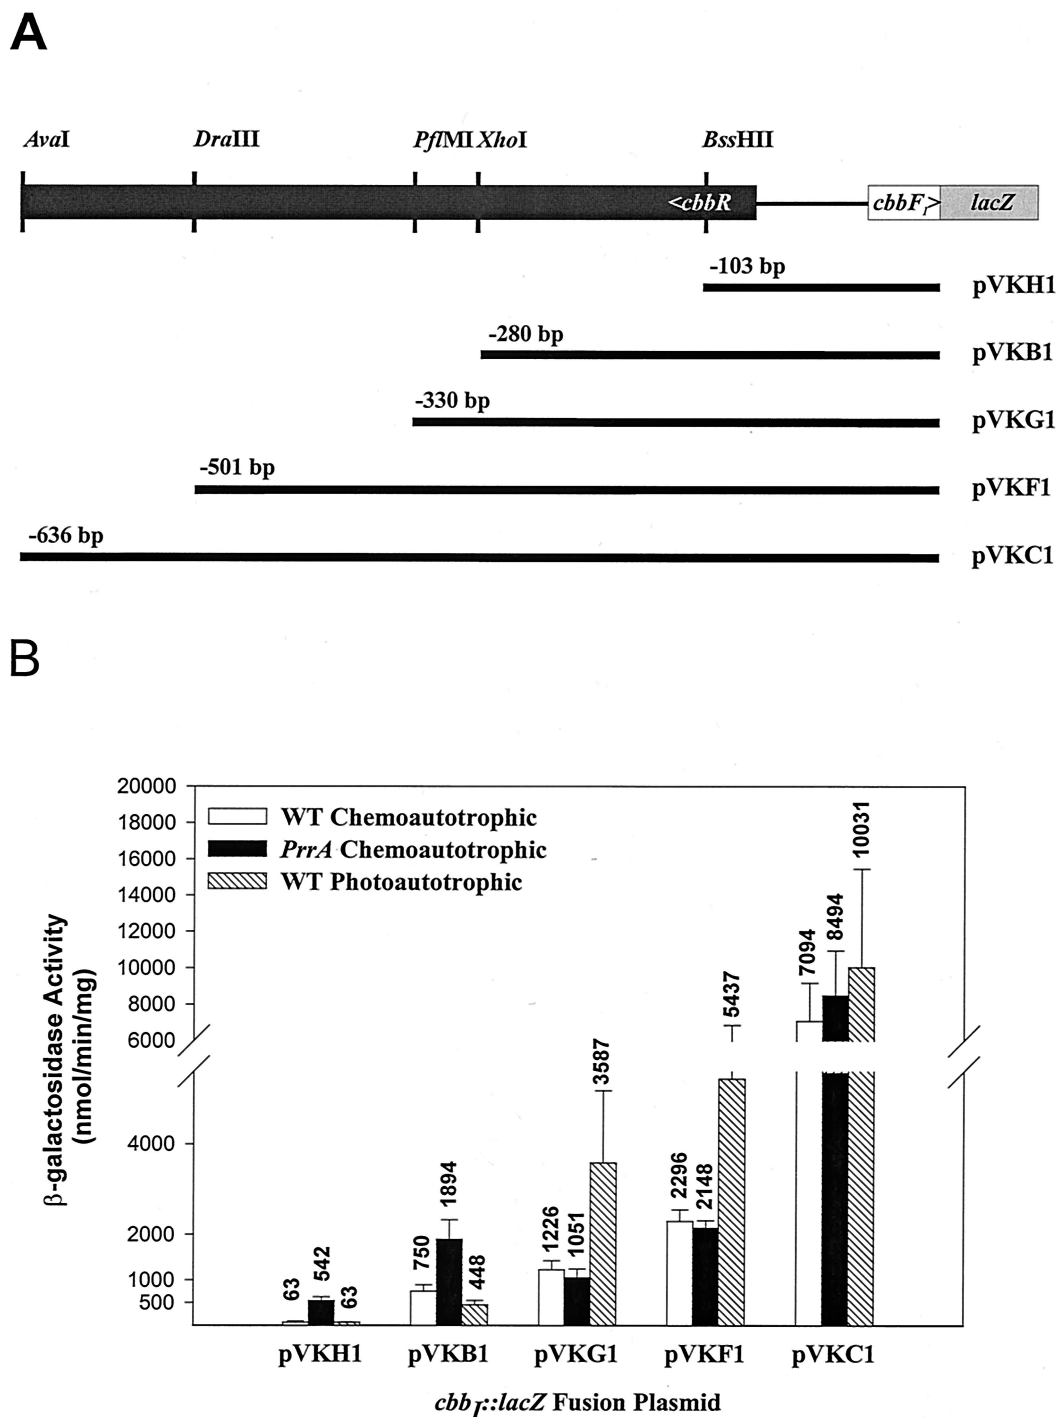 A
AvaI DraIII PflMI XhoI BssHII
<cbbR cbbFI> lacZ
-103 bp pVKH1
-280 bp pVKB1
-330 bp pVKG1
-501 bp pVKF1
-636 bp pVKC1
B
β-galactosidase Activity
(nmol/min/mg)
20000
18000
16000
14000
12000
10000
8000
6000
4000
2000
1000
500
WT Chemoautotrophic
PrrA Chemoautotrophic
WT Photoautotrophic
63 542 63
750 1894 448
1226 1051 3587
2296 2148 5437
7094 8494 10031
pVKH1 pVKB1 pVKG1 pVKF1 pVKC1
cbbI::lacZ Fusion Plasmid